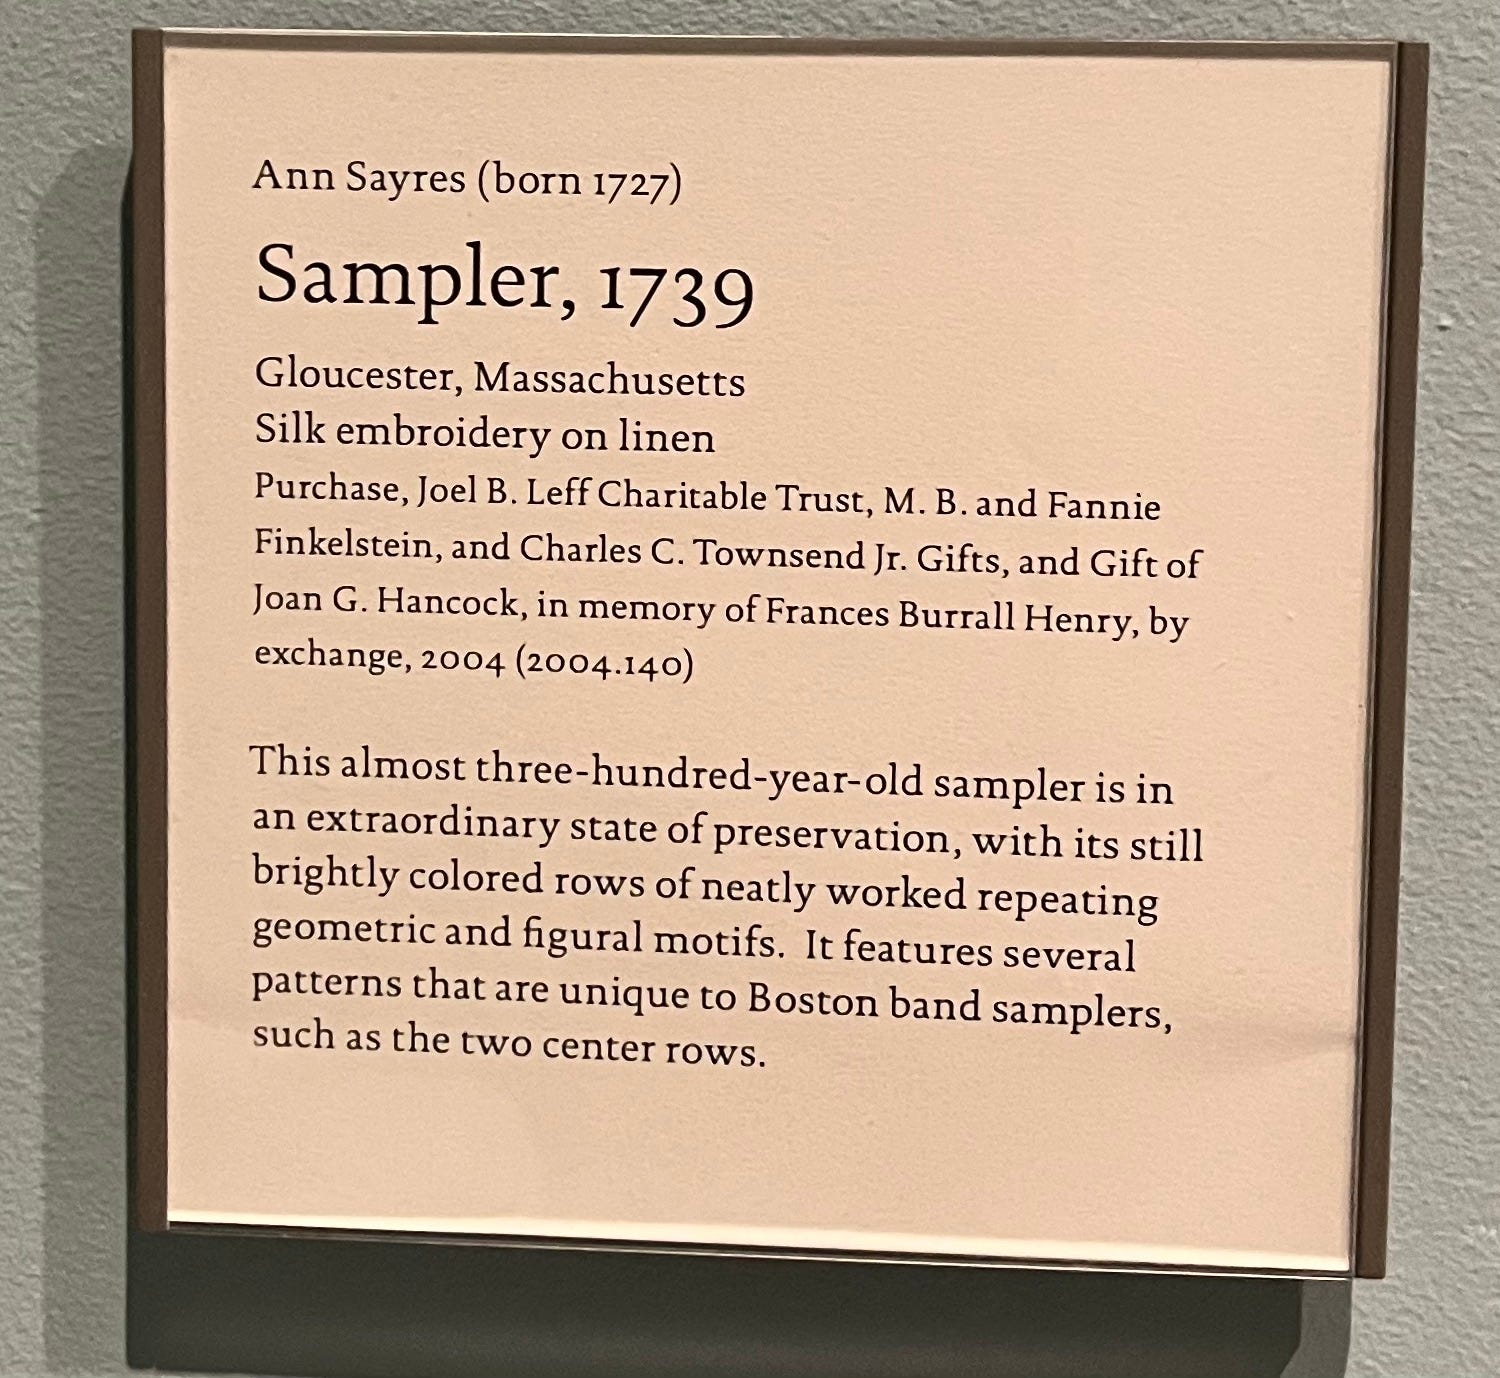 Ann Sayres (born 1727)
Sampler, 1739
Gloucester, Massachusetts
Silk embroidery on linen
Purchase, Joel B. Leff Charitable Trust, M. B. and Fannie
Finkelstein, and Charles C. Townsend Jr. Gifts, and Gift of
Joan G. Hancock, in memory of Frances Burrall Henry, by
exchange, 2004 (2004.140)
This almost three-hundred-year-old sampler is in
an extraordinary state of preservation, with its still
brightly colored rows of neatly worked repeating
geometric and figural motifs. It features several
patterns that are unique to Boston band samplers,
such as the two center rows.